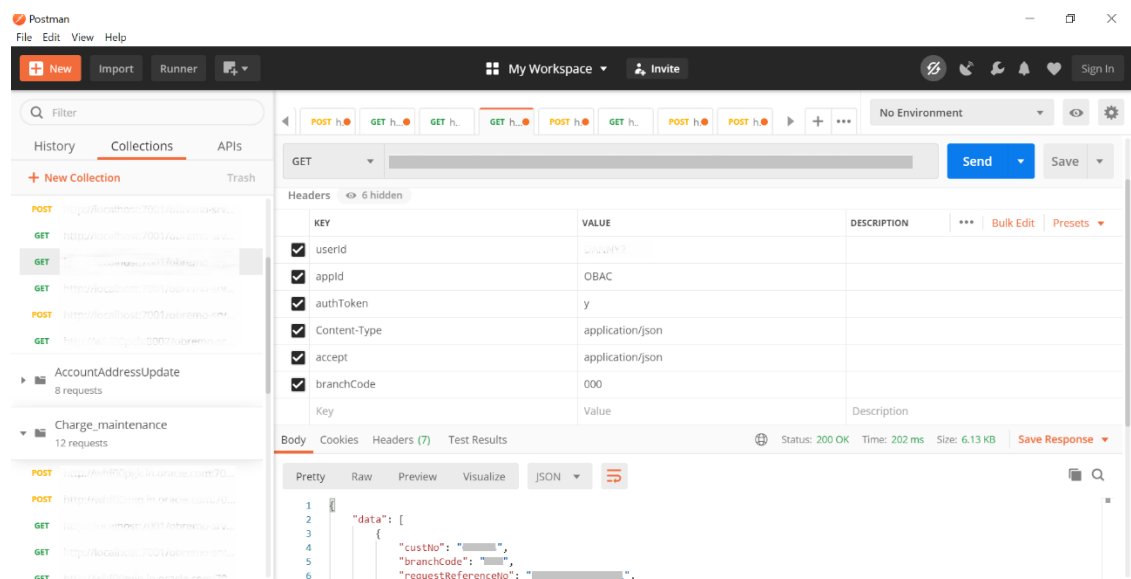 Postman
File Edit View Help
New Import Runner My Workspace Invite Sign In
Filter
History Collections APIs
+ New Collection Trash
POST
GET
GET
GET
POST
GET
AccountAddressUpdate
8 requests
Charge_maintenance
12 requests
POST
POST
GET
GET
GET
POST h. GET h... GET h.. GET h... POST h. GET h.. POST h. POST h. + ••• No Environment
GET Send Save
Headers 6 hidden
KEY VALUE DESCRIPTION ••• Bulk Edit Presets
userId
appId OBAC
authToken y
Content-Type application/json
accept application/json
branchCode 000
Key Value Description
Body Cookies Headers (7) Test Results Status: 200 OK Time: 202 ms Size: 6.13 KB Save Response
Pretty Raw Preview Visualize JSON
1 {
2 "data": [
3 {
4 "custNo": " ",
5 "branchCode": " ",
6 "requestReferenceNo": " ",